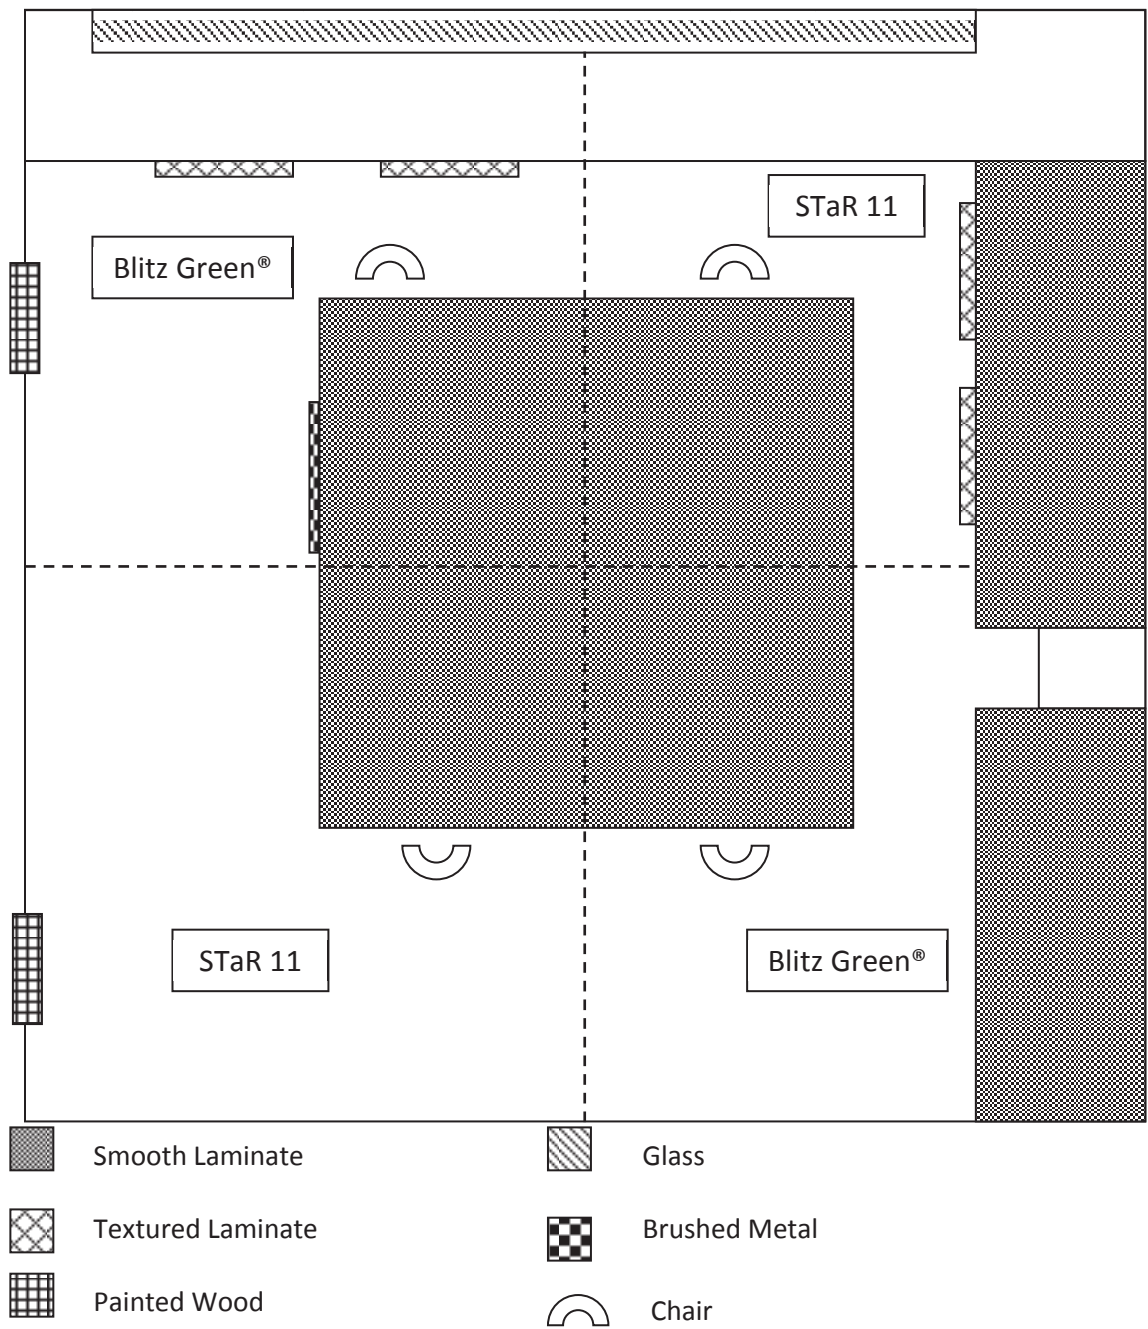 STaR 11
Blitz Green®
STaR 11
Blitz Green®
Smooth Laminate
Glass
Textured Laminate
Brushed Metal
Painted Wood
Chair